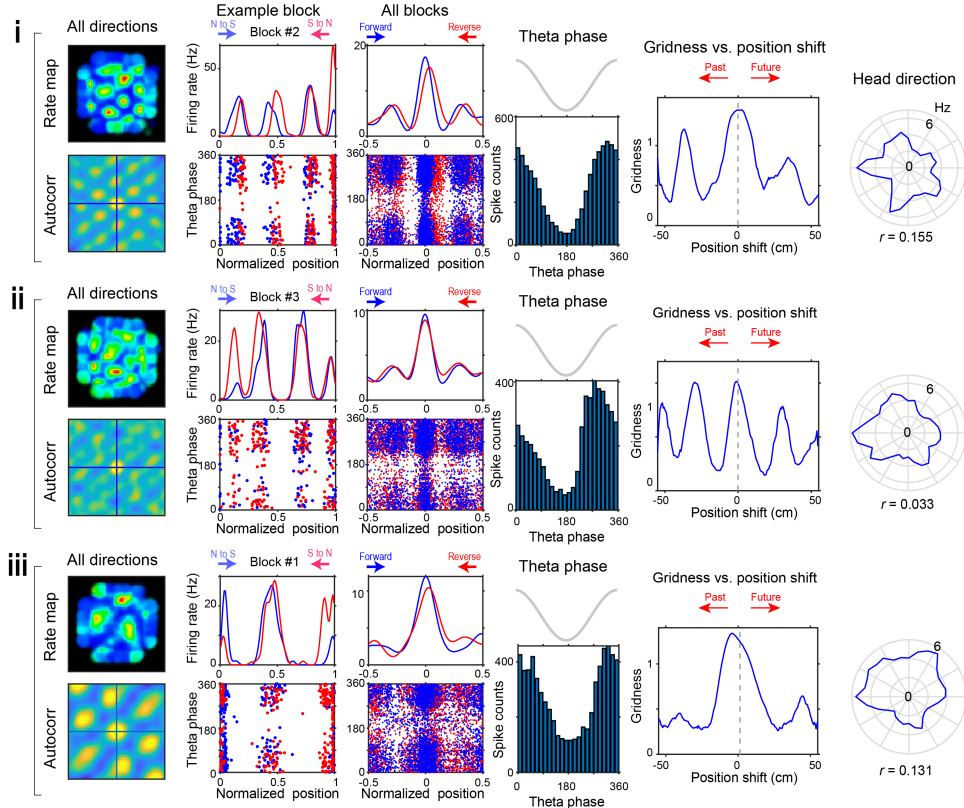 Example block
All blocks
i
All directions
N to S
Block #2
S to N
Forward
Reverse
Theta phase
Gridness vs. position shift
Past
Future
Head direction
Rate map
Firing rate (Hz)
50
0
0
0.5
1
10
0
-0.5
0
0.5
600
400
200
0
Spike counts
0
180
360
Theta phase
Gridness
1
0
-50
0
50
Position shift (cm)
Hz
6
0
r = 0.155
Autocorr
Theta phase
360
180
0
0
0.5
1
Normalized position
360
180
0
-0.5
0
0.5
Normalized position
ii
All directions
N to S
Block #3
S to N
Forward
Reverse
Theta phase
Gridness vs. position shift
Past
Future
Rate map
Firing rate (Hz)
20
0
0
0.5
1
10
0
-0.5
0
0.5
400
200
0
Spike counts
0
180
360
Theta phase
Gridness
1
0
-50
0
50
Position shift (cm)
6
0
r = 0.033
Autocorr
Theta phase
360
180
0
0
0.5
1
Normalized position
360
180
0
-0.5
0
0.5
Normalized position
iii
All directions
N to S
Block #1
S to N
Forward
Reverse
Theta phase
Gridness vs. position shift
Past
Future
Rate map
Firing rate (Hz)
20
0
0
0.5
1
10
0
-0.5
0
0.5
400
200
0
Spike counts
0
180
360
Theta phase
Gridness
1
0
-50
0
50
Position shift (cm)
6
0
r = 0.131
Autocorr
Theta phase
360
180
0
0
0.5
1
Normalized position
360
180
0
-0.5
0
0.5
Normalized position